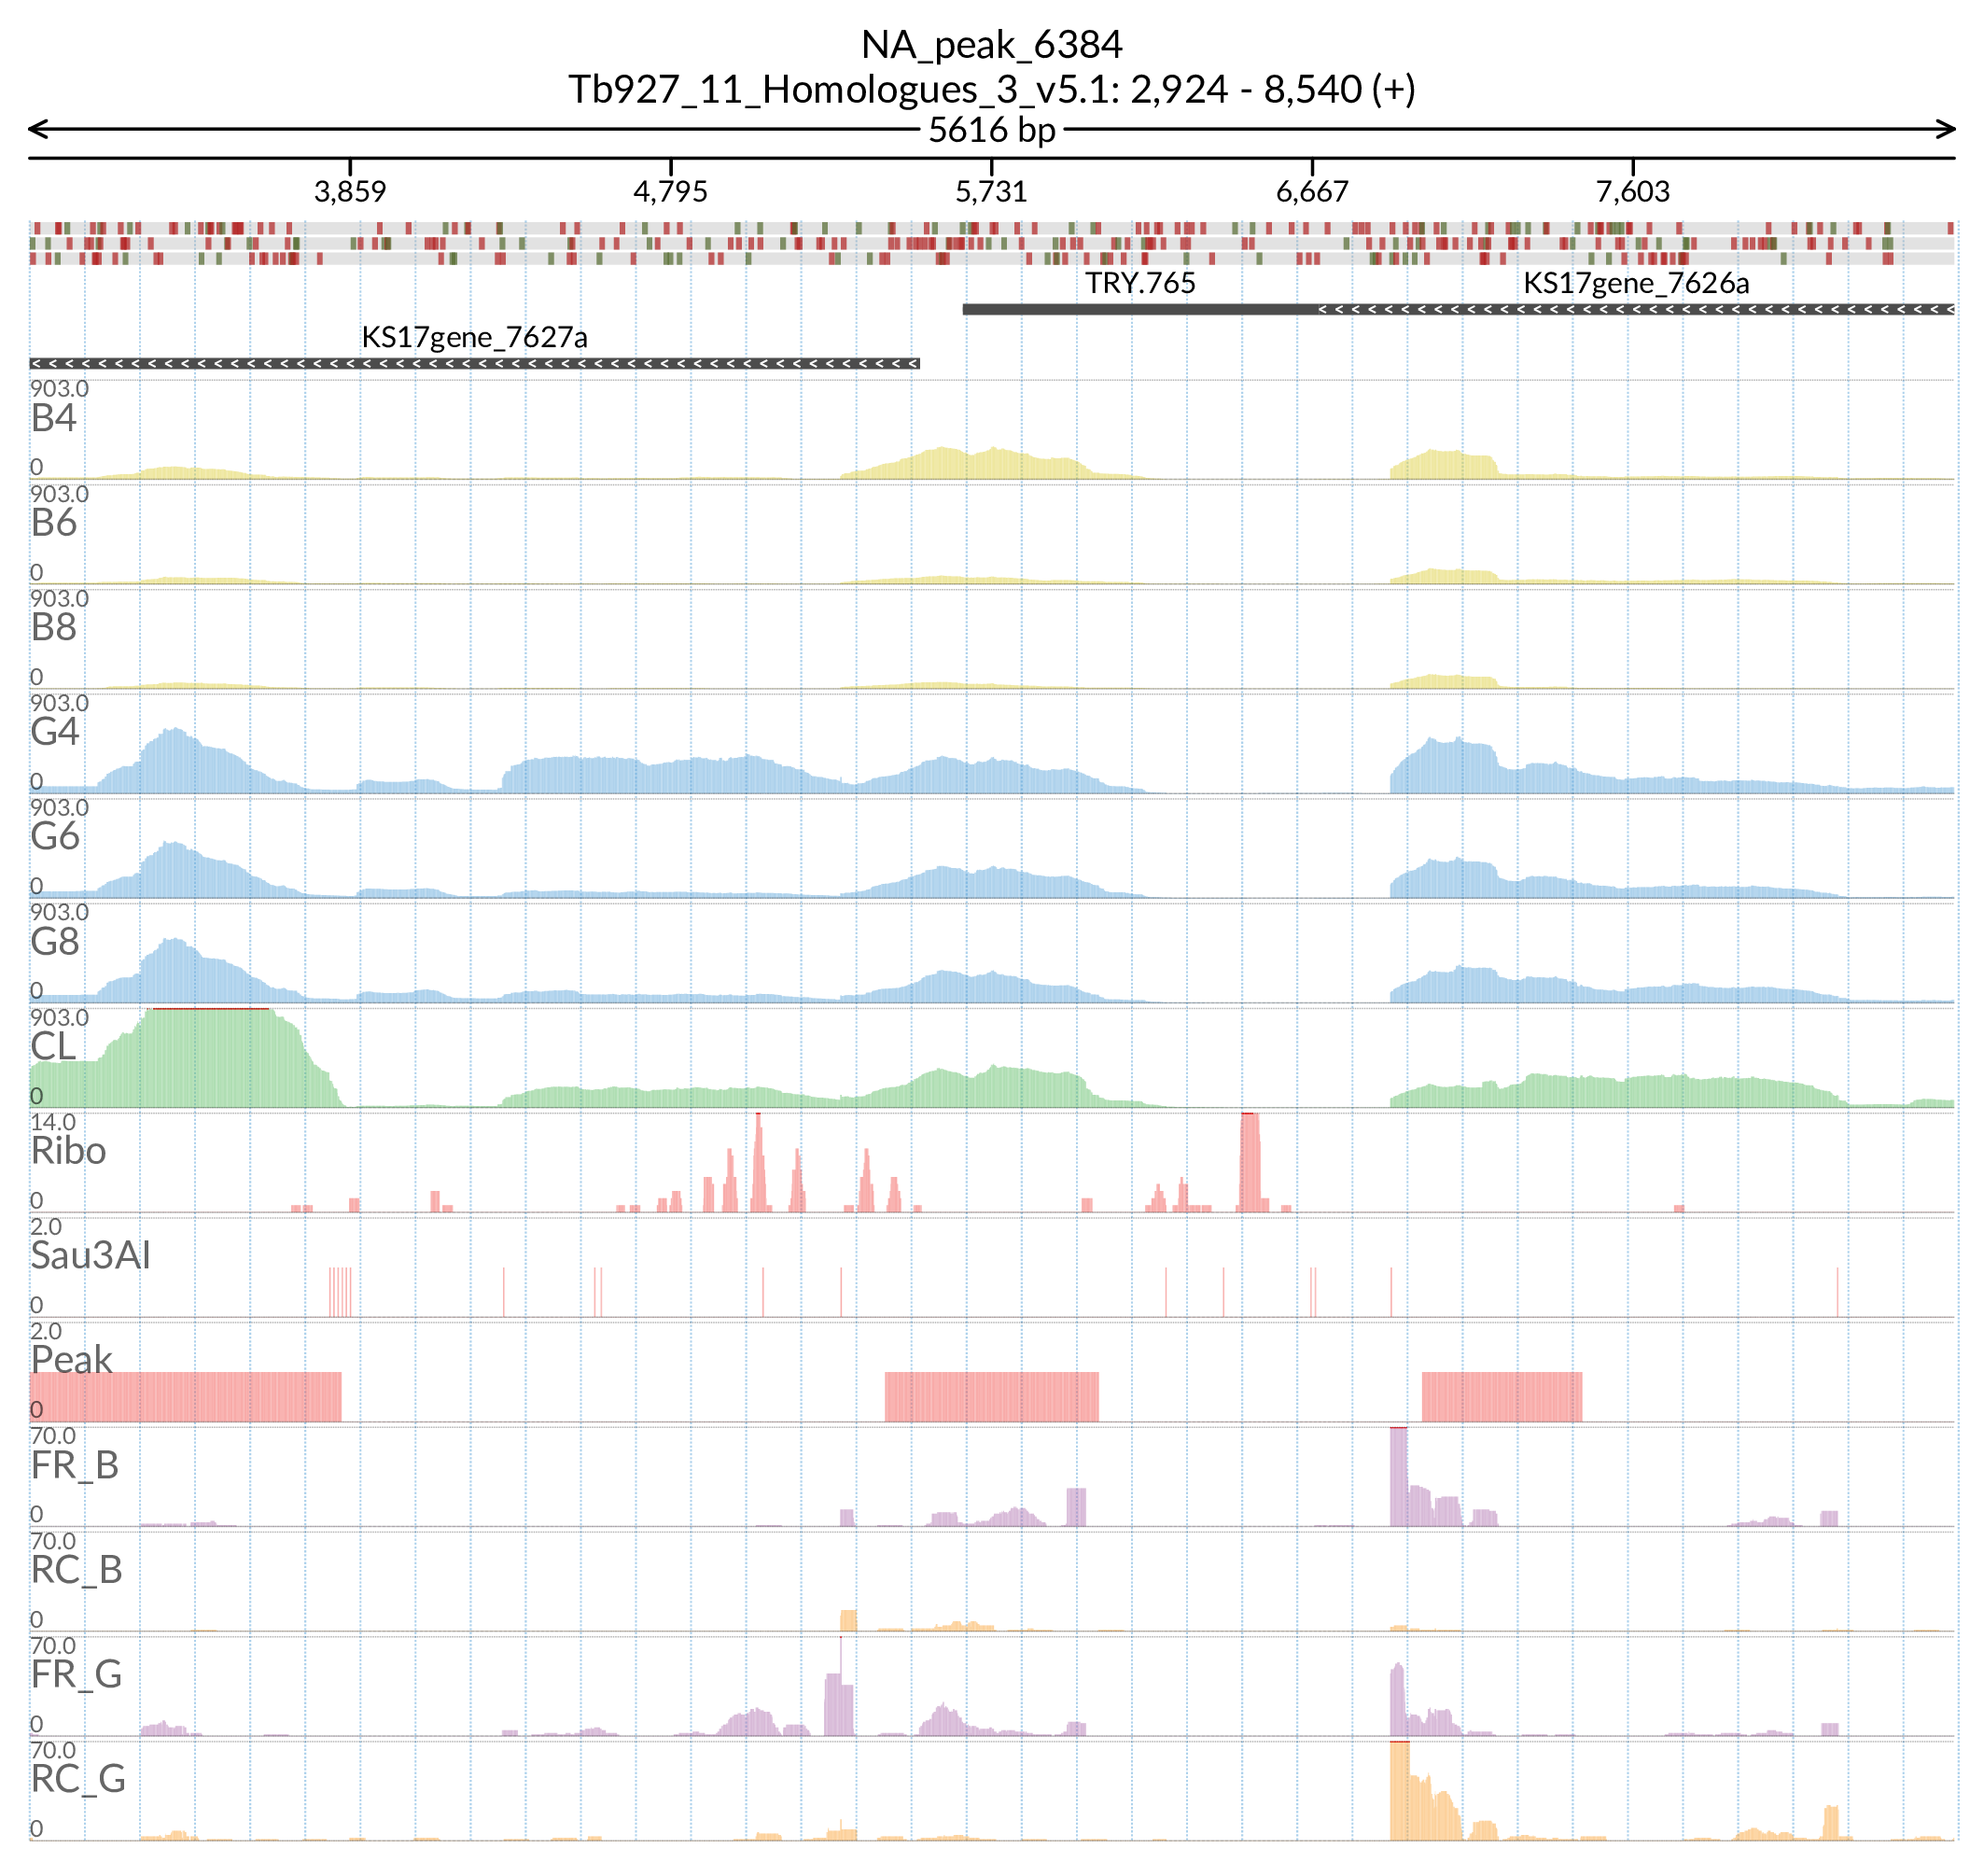 NA_peak_6384
Tb927_11_Homologues_3_v5.1: 2,924 - 8,540 (+)
5616 bp
3,859 4,795 5,731 6,667 7,603
TRY.765 KS17gene_7626a
KS17gene_7627a
903.0
B4
0
903.0
B6
0
903.0
B8
0
903.0
G4
0
903.0
G6
0
903.0
G8
0
903.0
CL
0
14.0
Ribo
0
2.0
Sau3AI
0
2.0
Peak
0
70.0
FR_B
0
70.0
RC_B
0
70.0
FR_G
0
70.0
RC_G
0